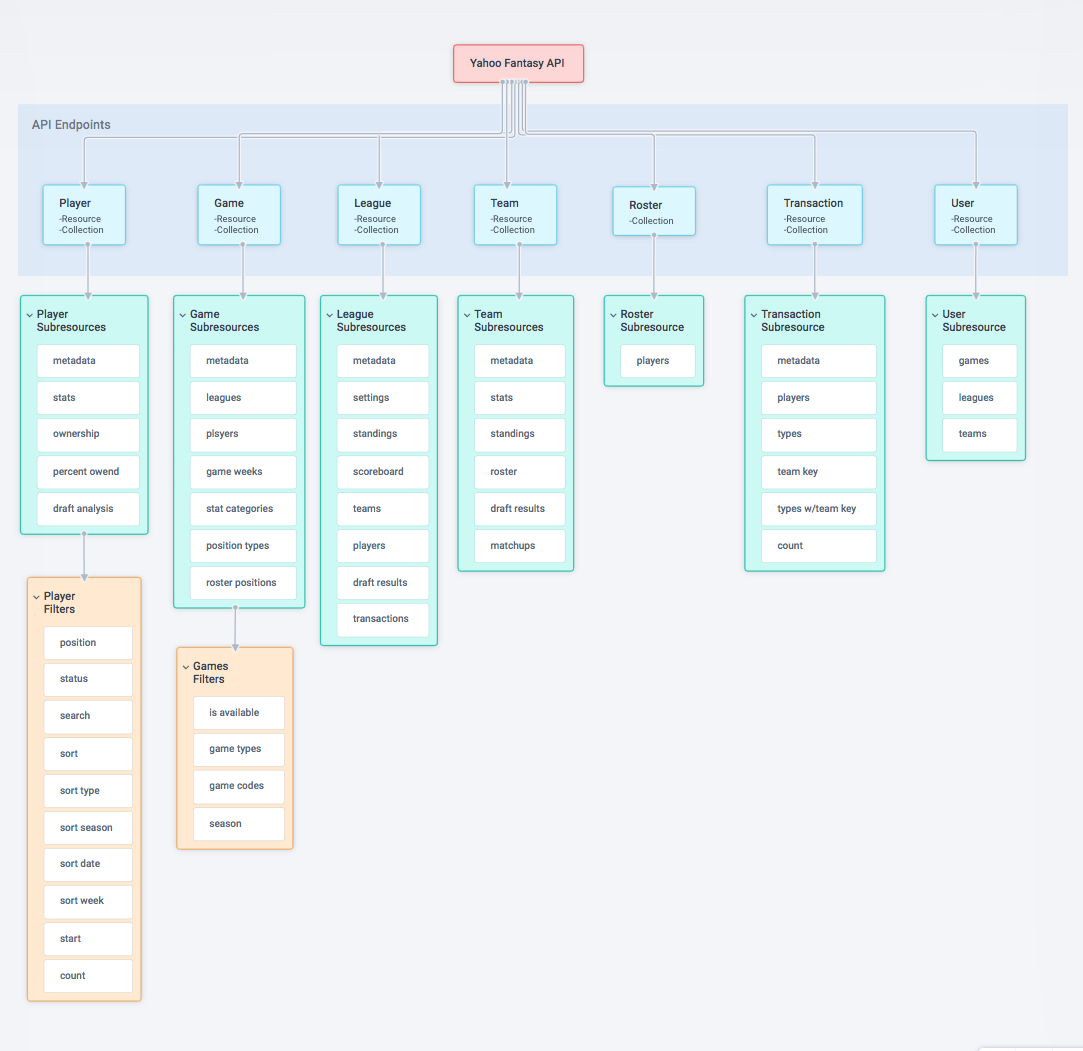 Yahoo Fantasy API
API Endpoints
Player
-Resource
-Collection
Game
-Resource
-Collection
League
-Resource
-Collection
Team
-Resource
-Collection
Roster
-Collection
Transaction
-Resource
-Collection
User
-Resource
-Collection
Player
Subresources
metadata
stats
ownership
percent owend
draft analysis
Game
Subresources
metadata
leagues
plsyers
game weeks
stat categories
position types
roster positions
League
Subresources
metadata
settings
standings
scoreboard
teams
players
draft results
transactions
Team
Subresources
metadata
stats
standings
roster
draft results
matchups
Roster
Subresource
players
Transaction
Subresource
metadata
players
types
team key
types w/team key
count
User
Subresource
games
leagues
teams
Player
Filters
position
status
search
sort
sort type
sort season
sort date
sort week
start
count
Games
Filters
is available
game types
game codes
season